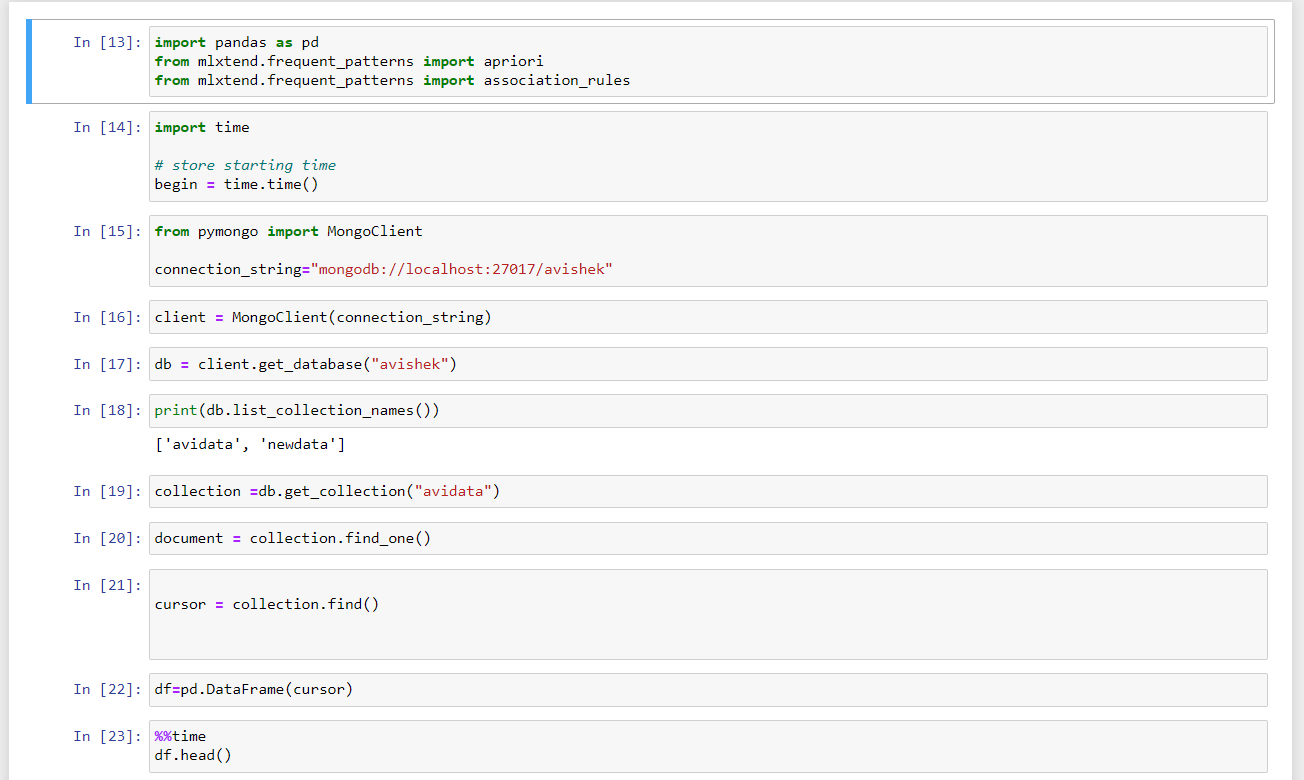 In [13]: import pandas as pd
from mlxtend.frequent_patterns import apriori
from mlxtend.frequent_patterns import association_rules
In [14]: import time
# store starting time
begin = time.time()
In [15]: from pymongo import MongoClient
connection_string="mongodb://localhost:27017/avishek"
In [16]: client = MongoClient(connection_string)
In [17]: db = client.get_database("avishek")
In [18]: print(db.list_collection_names())
['avidata', 'newdata']
In [19]: collection =db.get_collection("avidata")
In [20]: document = collection.find_one()
In [21]:
cursor = collection.find()
In [22]: df=pd.DataFrame(cursor)
In [23]: %%time
df.head()